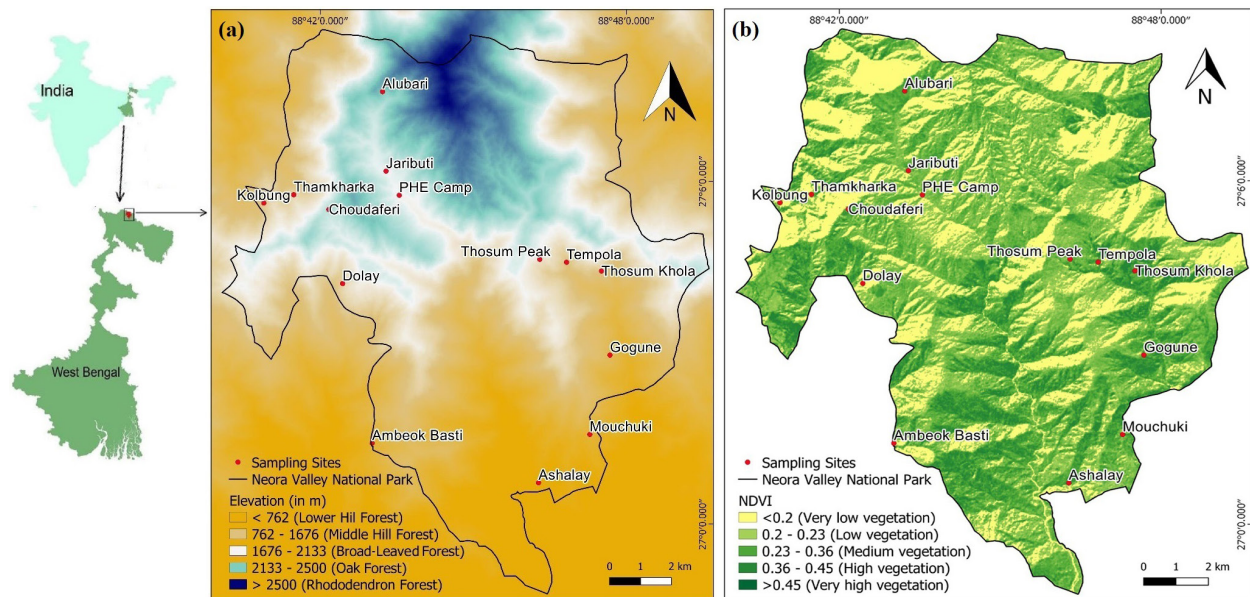 India
West Bengal
(a)
88°42'0.000"
88°48'0.000"
N
Alubari
Jaributi
27°6'0.000"
Kolbung
Thamkharka
PHE Camp
Choudaferi
Thosum Peak
Tempola
Thosum Khola
Dolay
Gogune
Mouchuki
Ambeok Basti
Ashalay
27°0'0.000"
Sampling Sites
Neora Valley National Park
Elevation (in m)
< 762 (Lower Hil Forest)
762 - 1676 (Middle Hill Forest)
1676 - 2133 (Broad-Leaved Forest)
2133 - 2500 (Oak Forest)
> 2500 (Rhododendron Forest)
0 1 2 km
(b)
88°42'0.000"
88°48'0.000"
N
Alubari
Jaributi
27°6'0.000"
Kolbung
Thamkharka
PHE Camp
Choudaferi
Thosum Peak
Tempola
Thosum Khola
Dolay
Gogune
Mouchuki
Ambeok Basti
Ashalay
27°0'0.000"
Sampling Sites
Neora Valley National Park
NDVI
<0.2 (Very low vegetation)
0.2 - 0.23 (Low vegetation)
0.23 - 0.36 (Medium vegetation)
0.36 - 0.45 (High vegetation)
>0.45 (Very high vegetation)
0 1 2 km